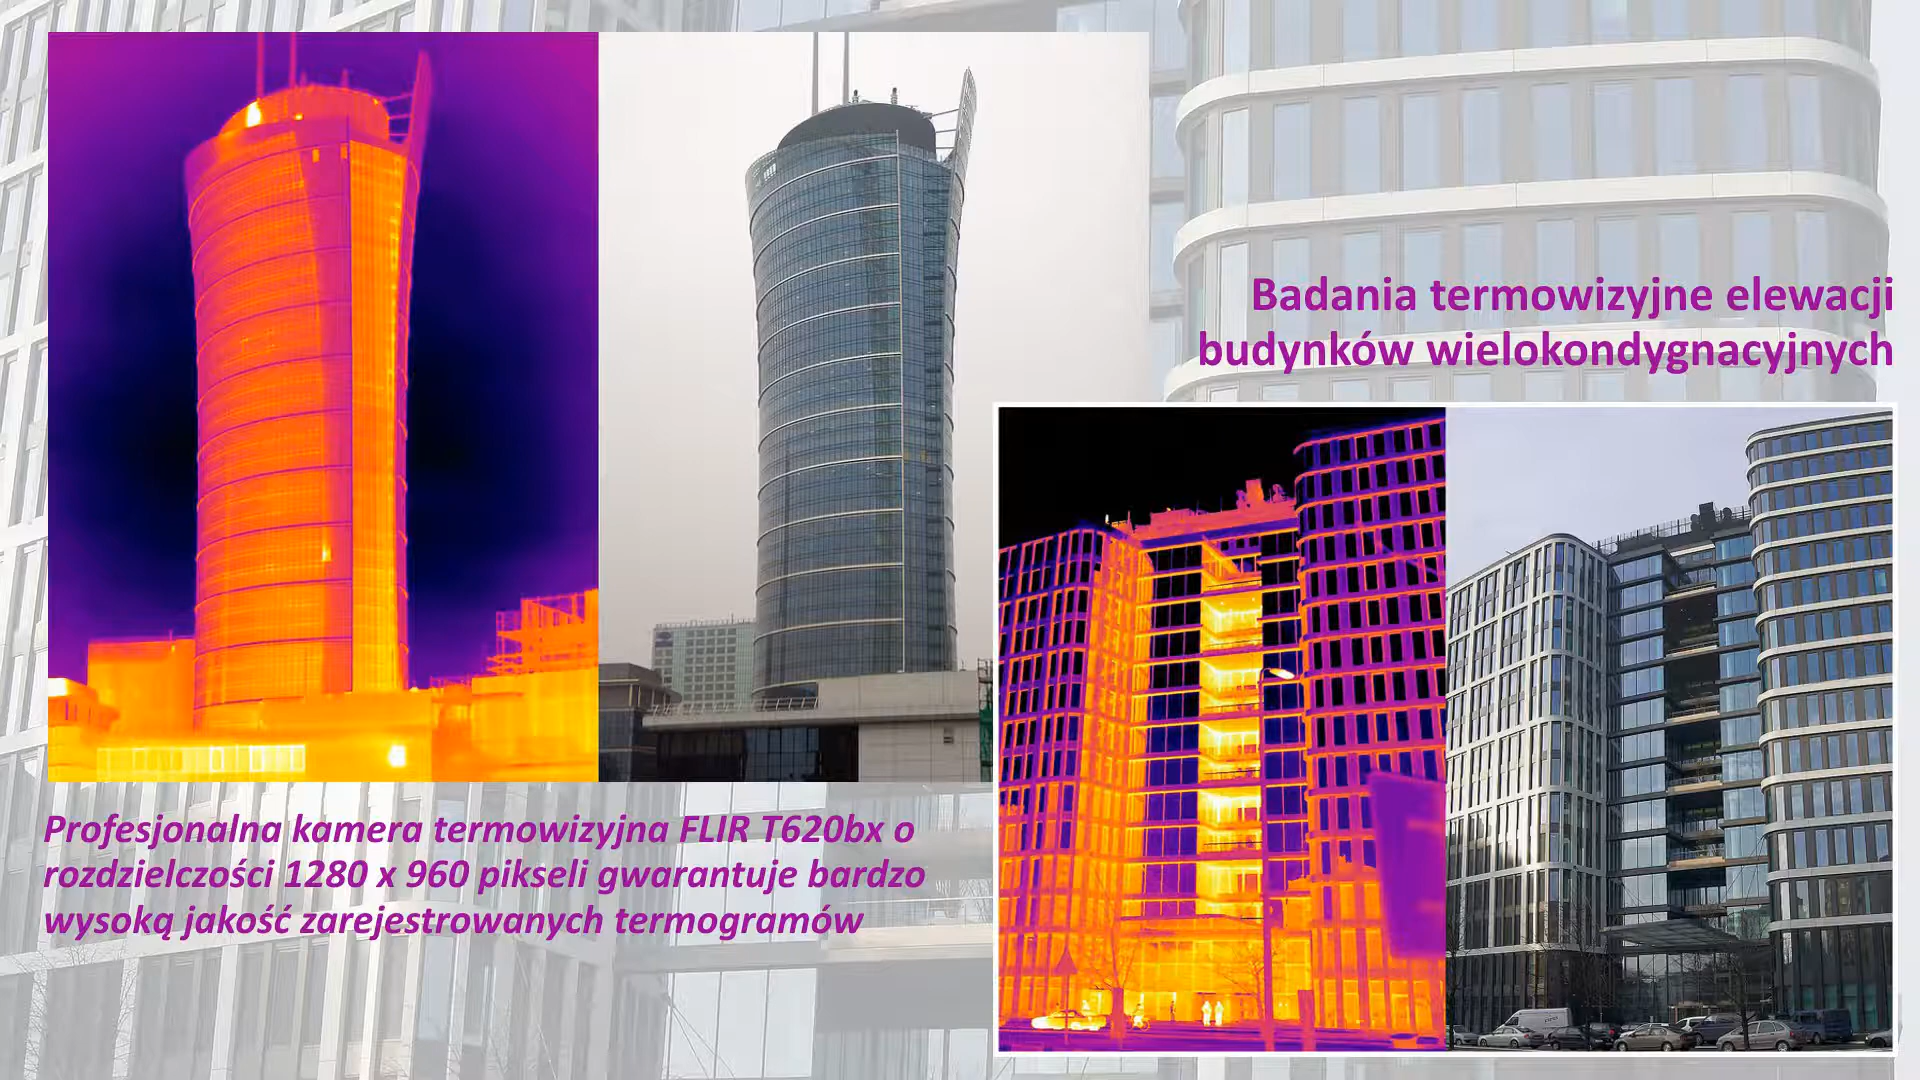 Badania termowizyjne elewacji
budynków wielokondygnacyjnych
Profesjonalna kamera termowizyjna FLIR T620bx o
rozdzielczości 1280 x 960 pikseli gwarantuje bardzo
wysoką jakość zarejestrowanych termogramów